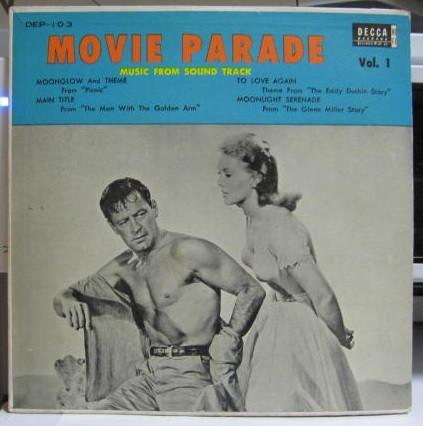 DEP-103
MOVIE PARADE
Vol. 1
DECCA
RECORDS
MUSIC FROM SOUND TRACK
MOONGLOW And THEME
From "Picnic"
MAIN TITLE
From "The Man With The Golden Arm"
TO LOVE AGAIN
Theme From "The Eddy Duchin Story"
MOONLIGHT SERENADE
From "The Glenn Miller Story"